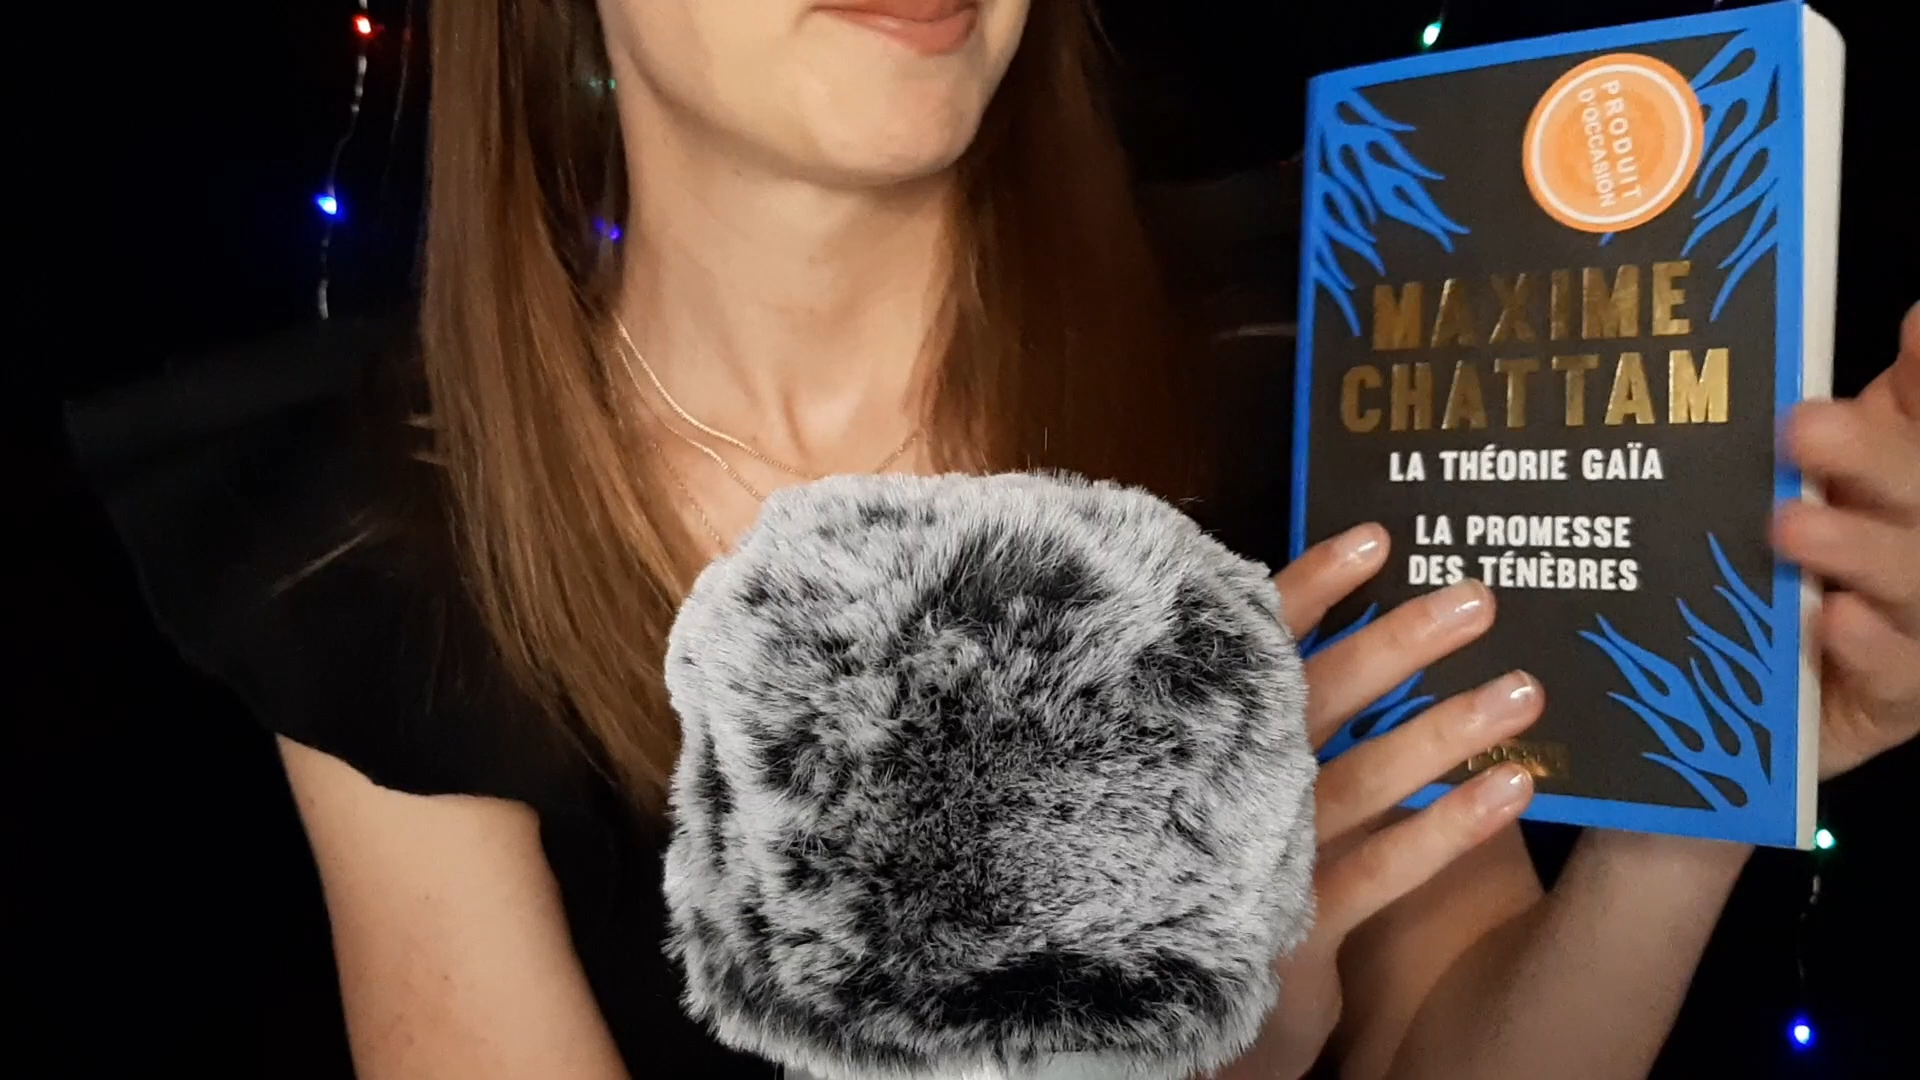 PRODUIT
D'OCCASION
MAXIME
CHATTAM
LA THÉORIE GAÏA
LA PROMESSE
DES TÉNÈBRES